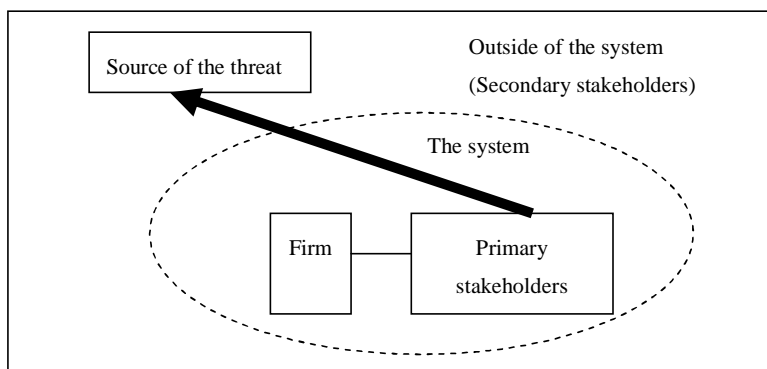 Source of the threat
Outside of the system
(Secondary stakeholders)
The system
Firm
Primary
stakeholders